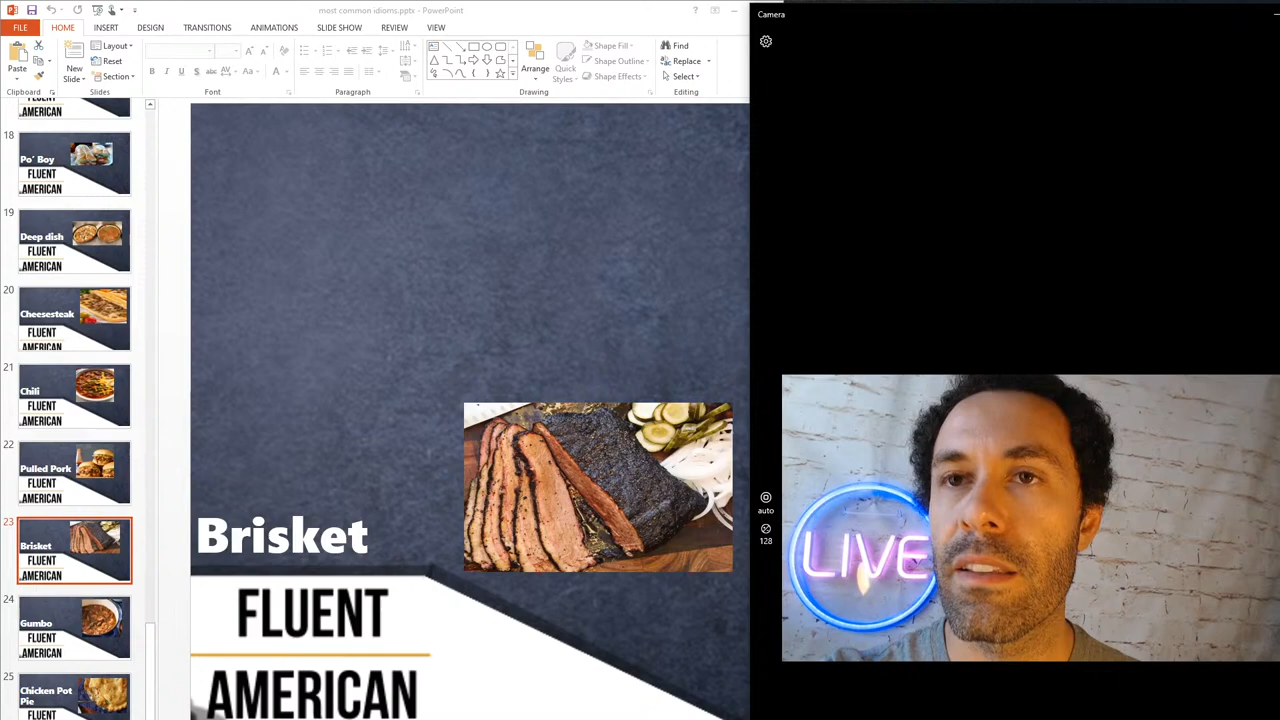 most common idioms.pptx - PowerPoint
FILE HOME INSERT DESIGN TRANSITIONS ANIMATIONS SLIDE SHOW REVIEW VIEW
Paste
New
Slide
Layout
Reset
Section
Arrange
Quick
Styles
Shape Fill
Shape Outline
Shape Effects
Find
Replace
Select
Clipboard Slides Font Paragraph Drawing Editing
AMERICAN
18
Po' Boy
FLUENT
AMERICAN
19
Deep dish
FLUENT
AMERICAN
20
Cheesesteak
FLUENT
AMERICAN
21
Chili
FLUENT
AMERICAN
22
Pulled Pork
FLUENT
AMERICAN
23
Brisket
FLUENT
AMERICAN
24
Gumbo
FLUENT
AMERICAN
25
Chicken Pot
Pie
FLUENT
Brisket
FLUENT
AMERICAN
Camera
auto
128
LIVE